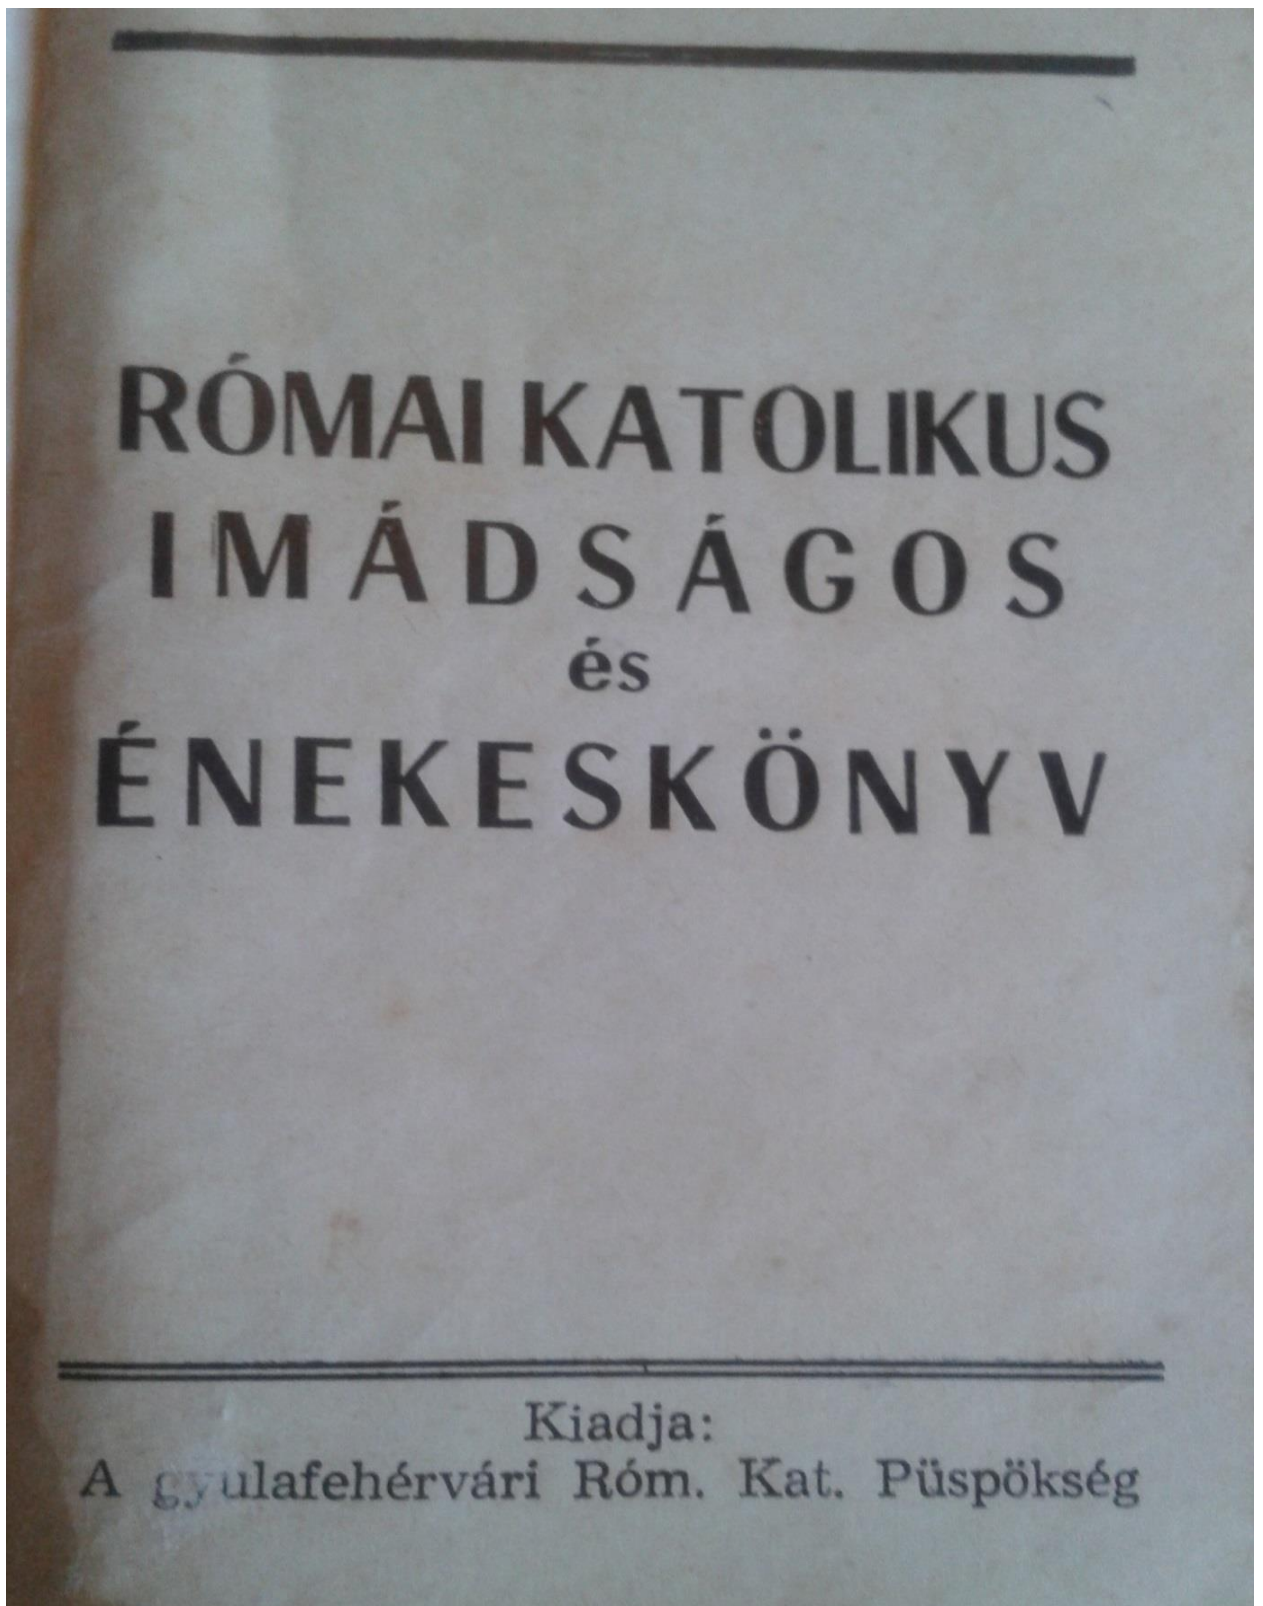 RÓMAI KATOLIKUS
IMÁDSÁGOS
és
ÉNEKESKÖNYV
Kiadja:
A gyulafehérvári Róm. Kat. Püspökség